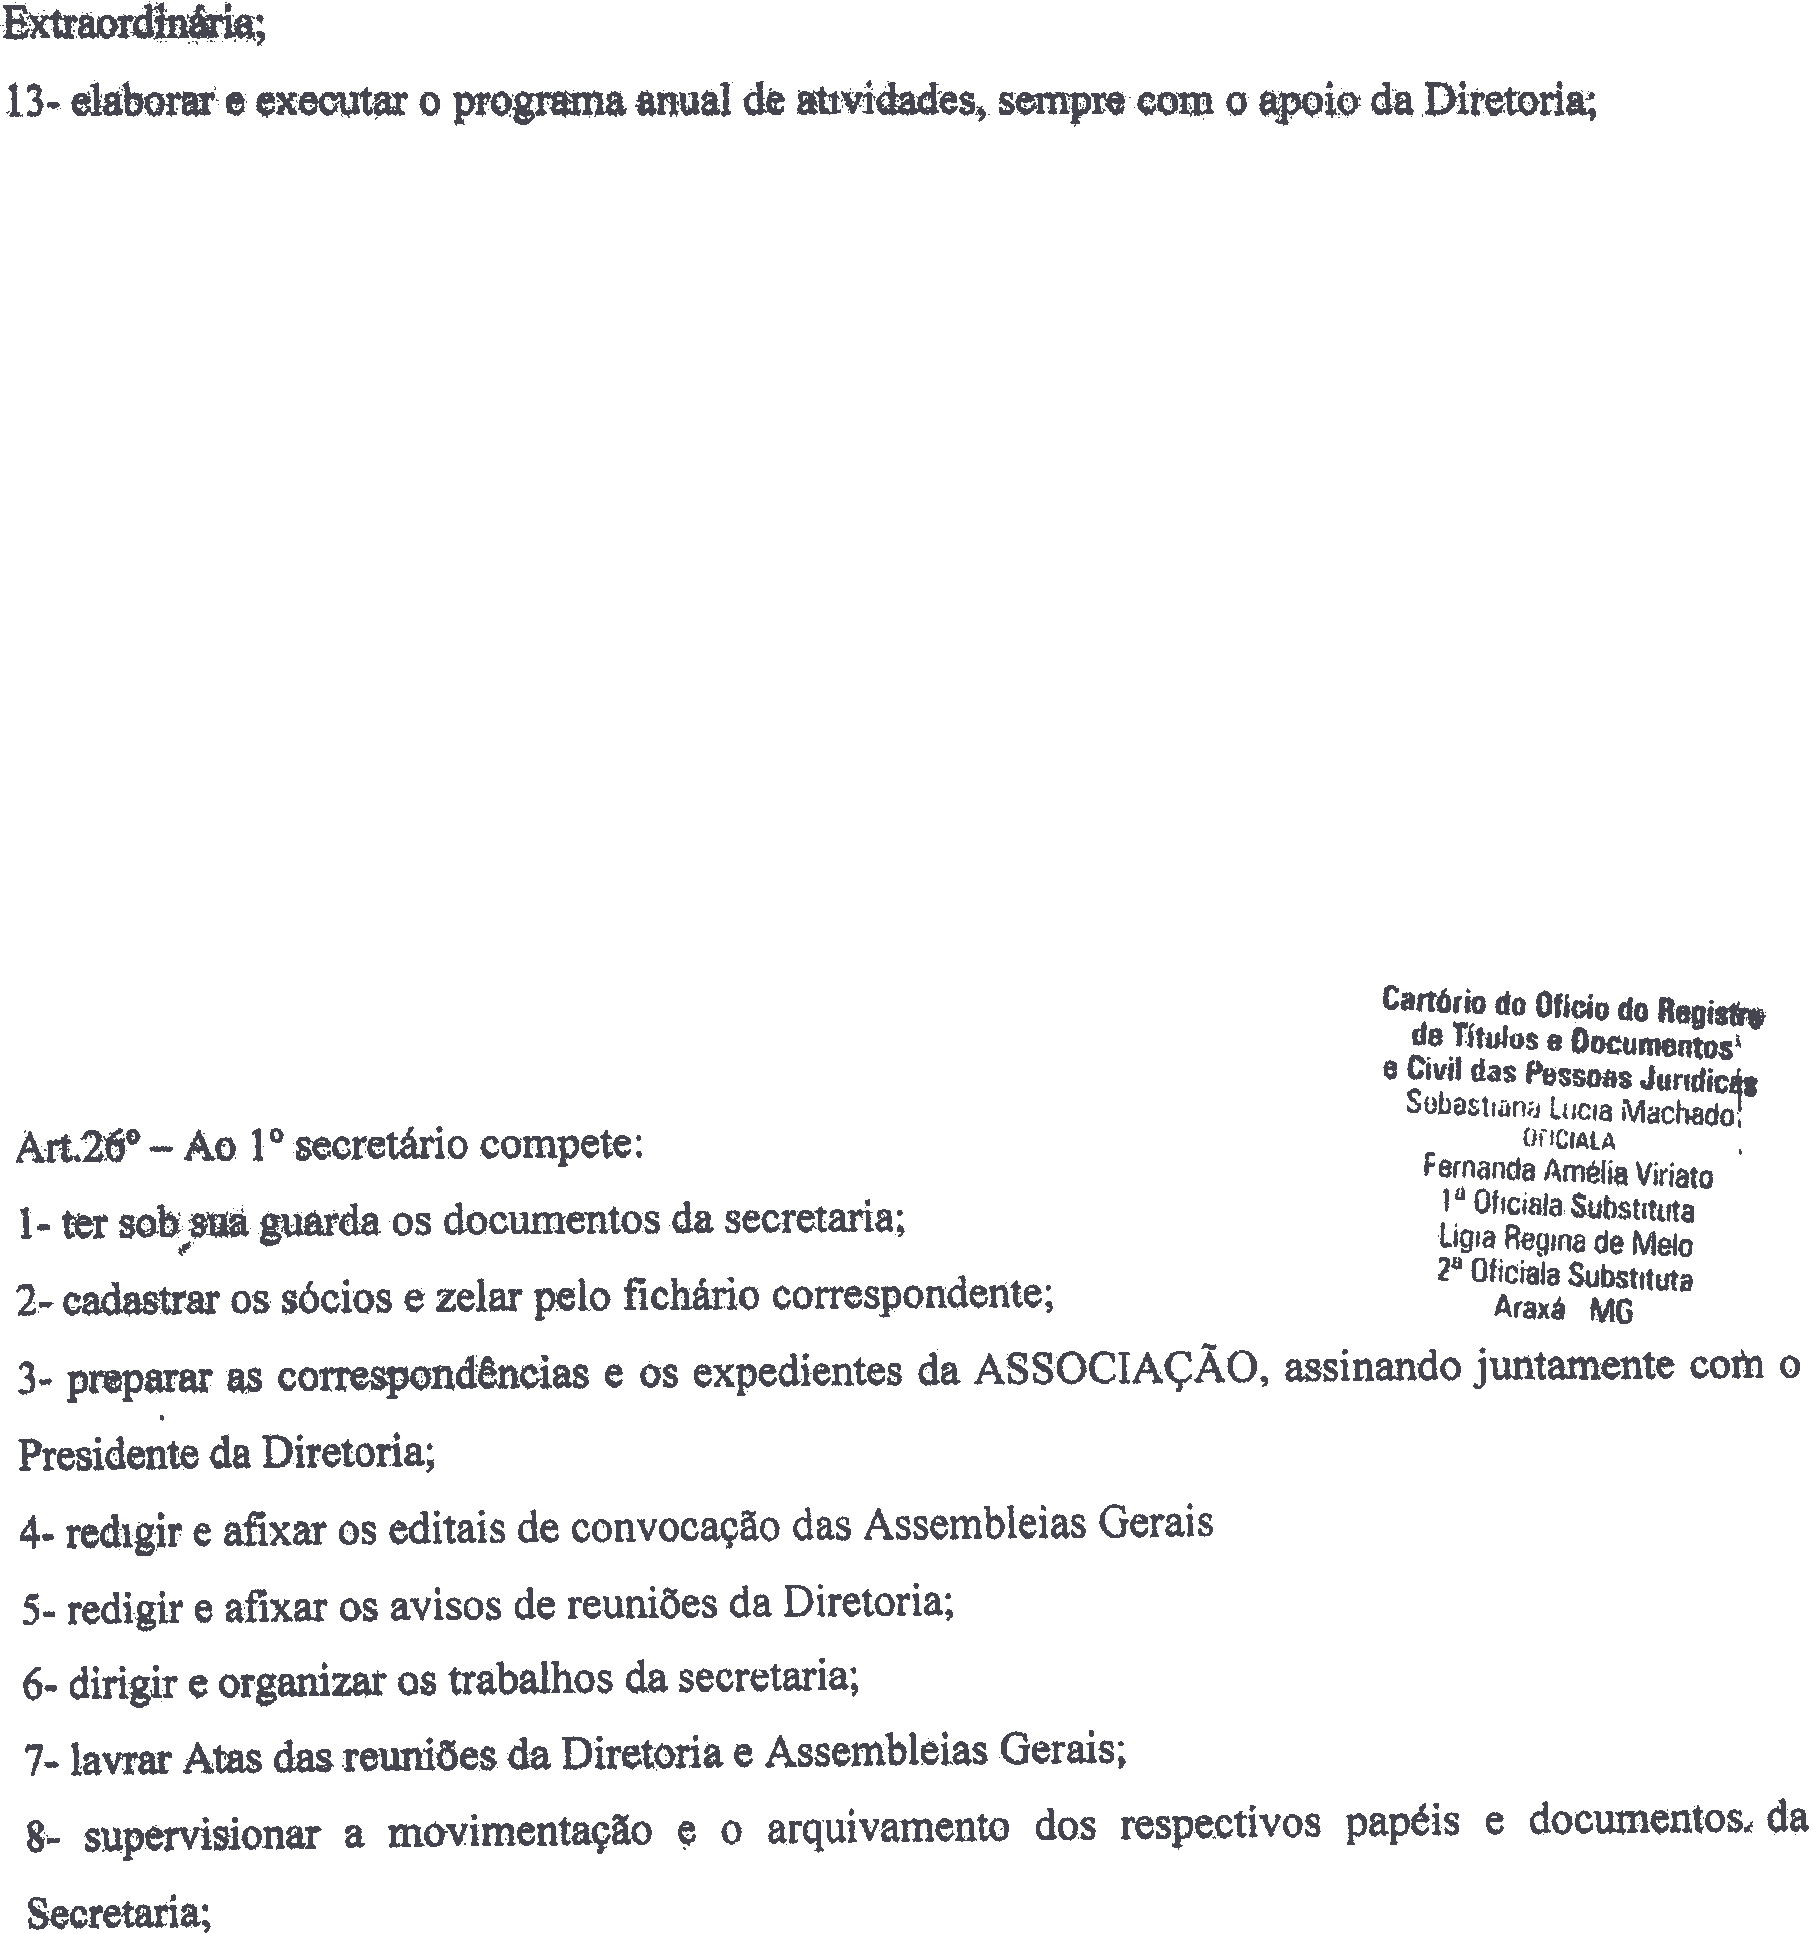 Extraordinária;
13- elaborar e executar o programa anual de atividades, sempre com o apoio da Diretoria;
Cartório do Ofício do Registro
de Títulos e Documentos
e Civil das Pessoas Jurídicas
Sebastiana Lucia Machado
OFICIALA
Fernanda Amélia Viriato
1ª Oficiala Substituta
Ligia Regina de Melo
2ª Oficiala Substituta
Araxá MG
Art.26º – Ao 1º secretário compete:
1- ter sob sua guarda os documentos da secretaria;
2- cadastrar os sócios e zelar pelo fichário correspondente;
3- preparar as correspondências e os expedientes da ASSOCIAÇÃO, assinando juntamente com o
Presidente da Diretoria;
4- redigir e afixar os editais de convocação das Assembleias Gerais
5- redigir e afixar os avisos de reuniões da Diretoria;
6- dirigir e organizar os trabalhos da secretaria;
7- lavrar Atas das reuniões da Diretoria e Assembleias Gerais;
8- supervisionar a movimentação e o arquivamento dos respectivos papéis e documentos. da
Secretaria;